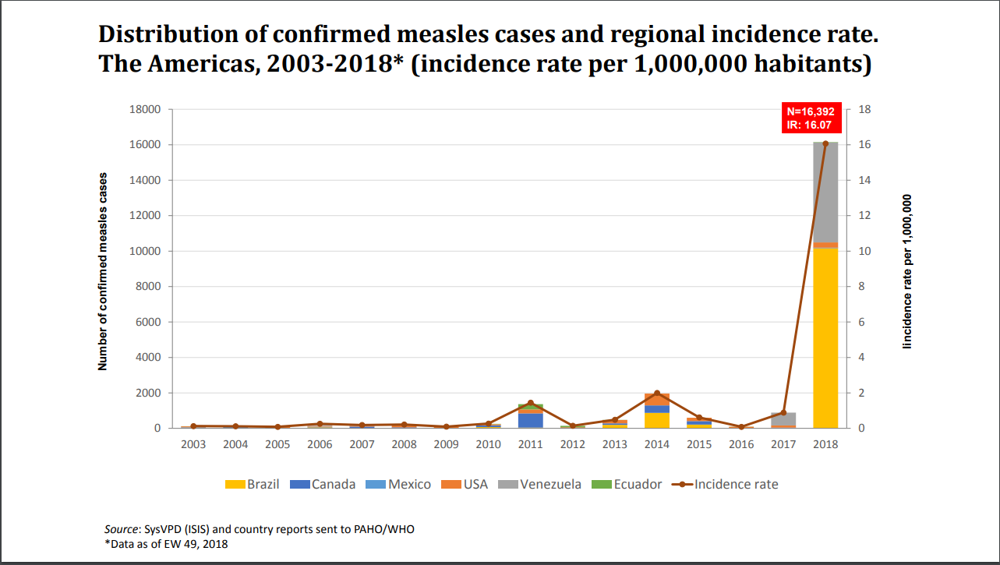 Distribution of confirmed measles cases and regional incidence rate.
The Americas, 2003-2018* (incidence rate per 1,000,000 habitants)
N=16,392
IR: 16.07
18000
16000
14000
12000
10000
8000
6000
4000
2000
0
Number of confirmed measles cases
18
16
14
12
10
8
6
4
2
0
Iincidence rate per 1,000,000
2003 2004 2005 2006 2007 2008 2009 2010 2011 2012 2013 2014 2015 2016 2017 2018
Brazil Canada Mexico USA Venezuela Ecuador Incidence rate
Source: SysVPD (ISIS) and country reports sent to PAHO/WHO
*Data as of EW 49, 2018